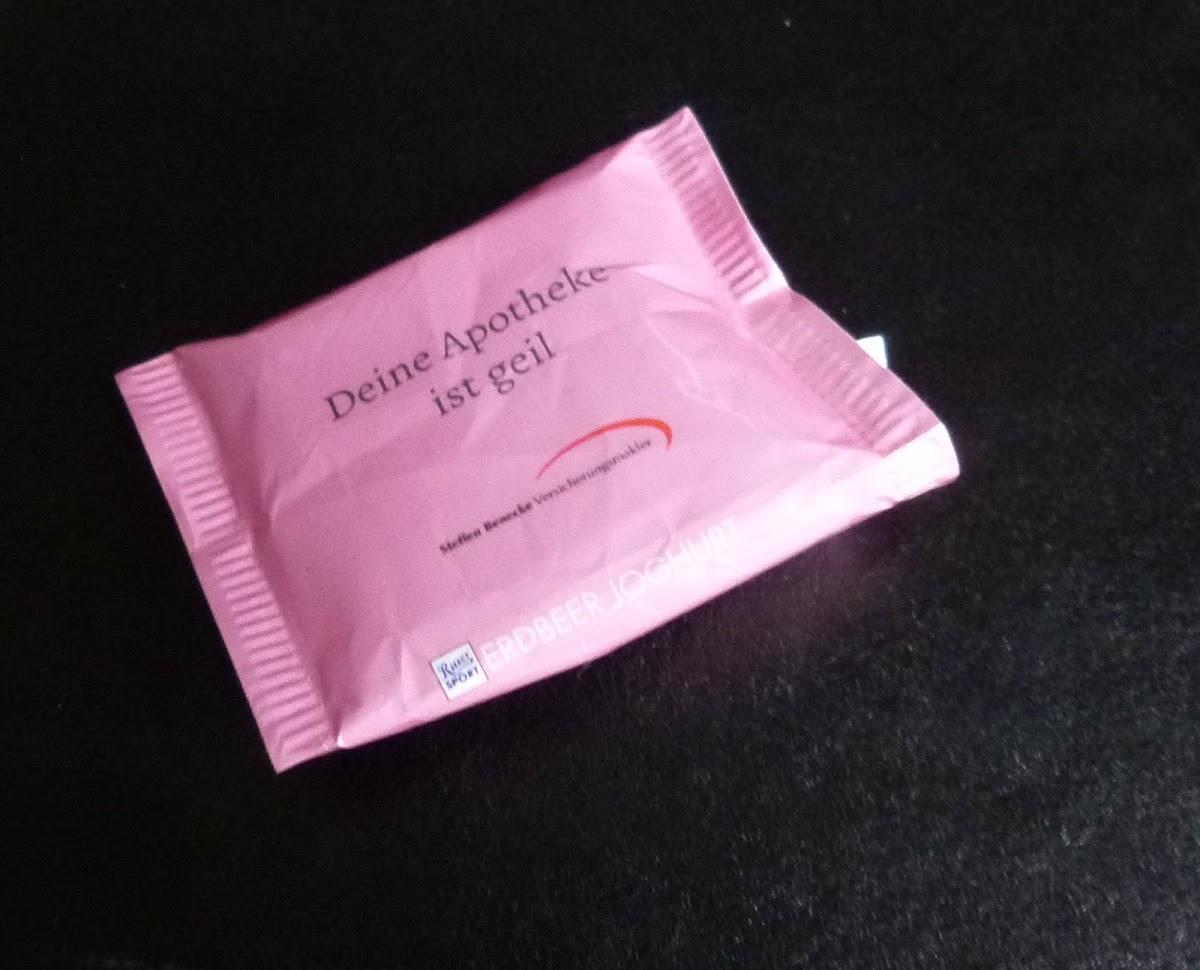 Deine Apotheke
ist geil
Steffen Benecke Versicherungsmakler
Ritter
SPORT
ERDBEER JOGHURT